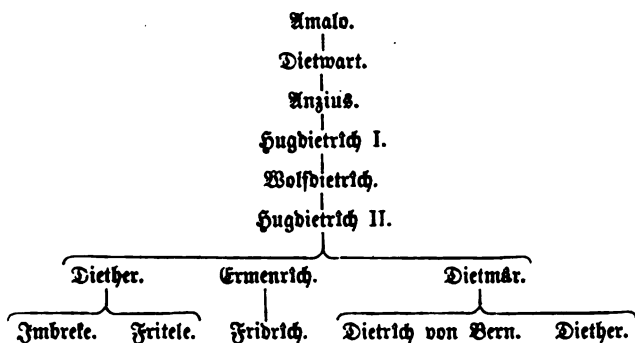 Amalo.
Dietwart.
Anzius.
Hugdietrich I.
Wolfdietrich.
Hugdietrich II.
Diether. Ermenrich. Dietmâr.
Imbreke. Fritele. Fridrich. Dietrich von Bern. Diether.